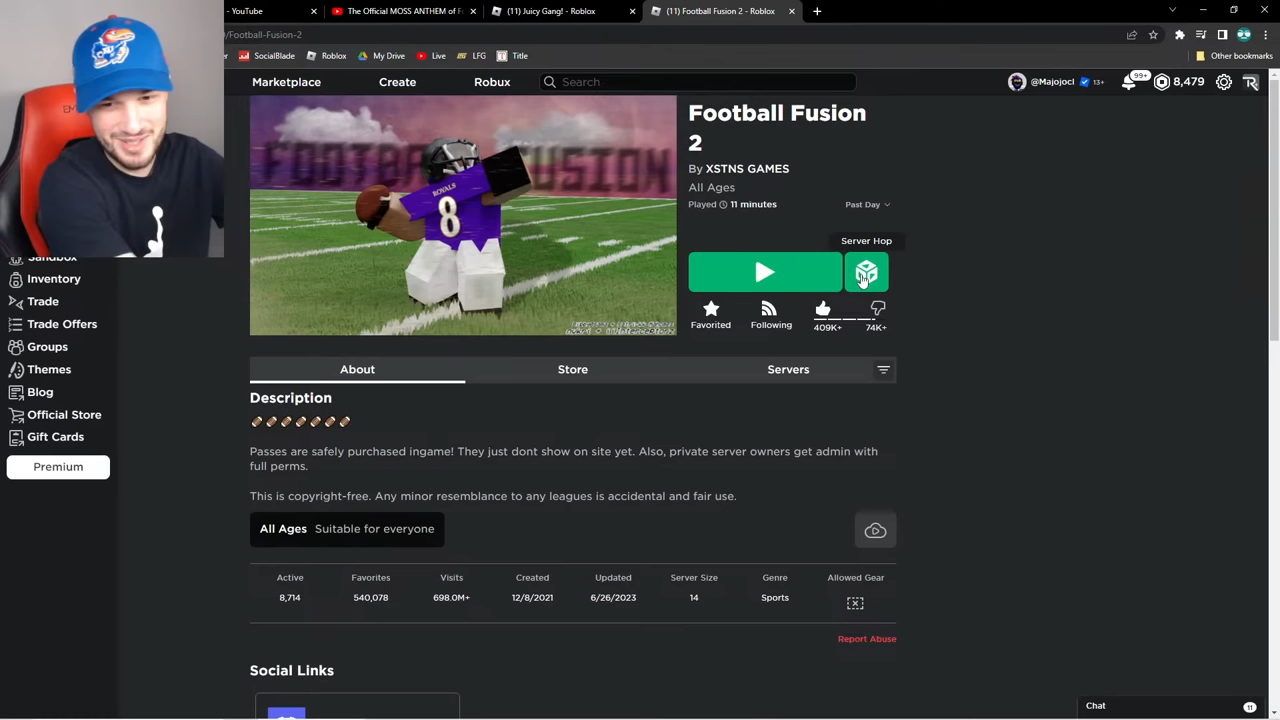 - YouTube
The Official MOSS ANTHEM of F
(11) Juicy Gang! - Roblox
(11) Football Fusion 2 - Roblox
/Football-Fusion-2
SocialBlade
Roblox
My Drive
Live
LFG
Title
Other bookmarks
Marketplace
Create
Robux
Search
@Majojocl
13+
99+
8,479
Sandbox
Inventory
Trade
Trade Offers
Groups
Themes
Blog
Official Store
Gift Cards
Premium
FOOTBALL FUSION
ROYALS
8
Football Fusion
2
By XSTNS GAMES
All Ages
Played 11 minutes
Past Day
Server Hop
Favorited
Following
409K+
74K+
About
Store
Servers
Description
🏈🏈🏈🏈🏈🏈🏈
Passes are safely purchased ingame! They just dont show on site yet. Also, private server owners get admin with
full perms.
This is copyright-free. Any minor resemblance to any leagues is accidental and fair use.
All Ages Suitable for everyone
Active
Favorites
Visits
Created
Updated
Server Size
Genre
Allowed Gear
8,714
540,078
698.0M+
12/8/2021
6/26/2023
14
Sports
Report Abuse
Social Links
Chat
11